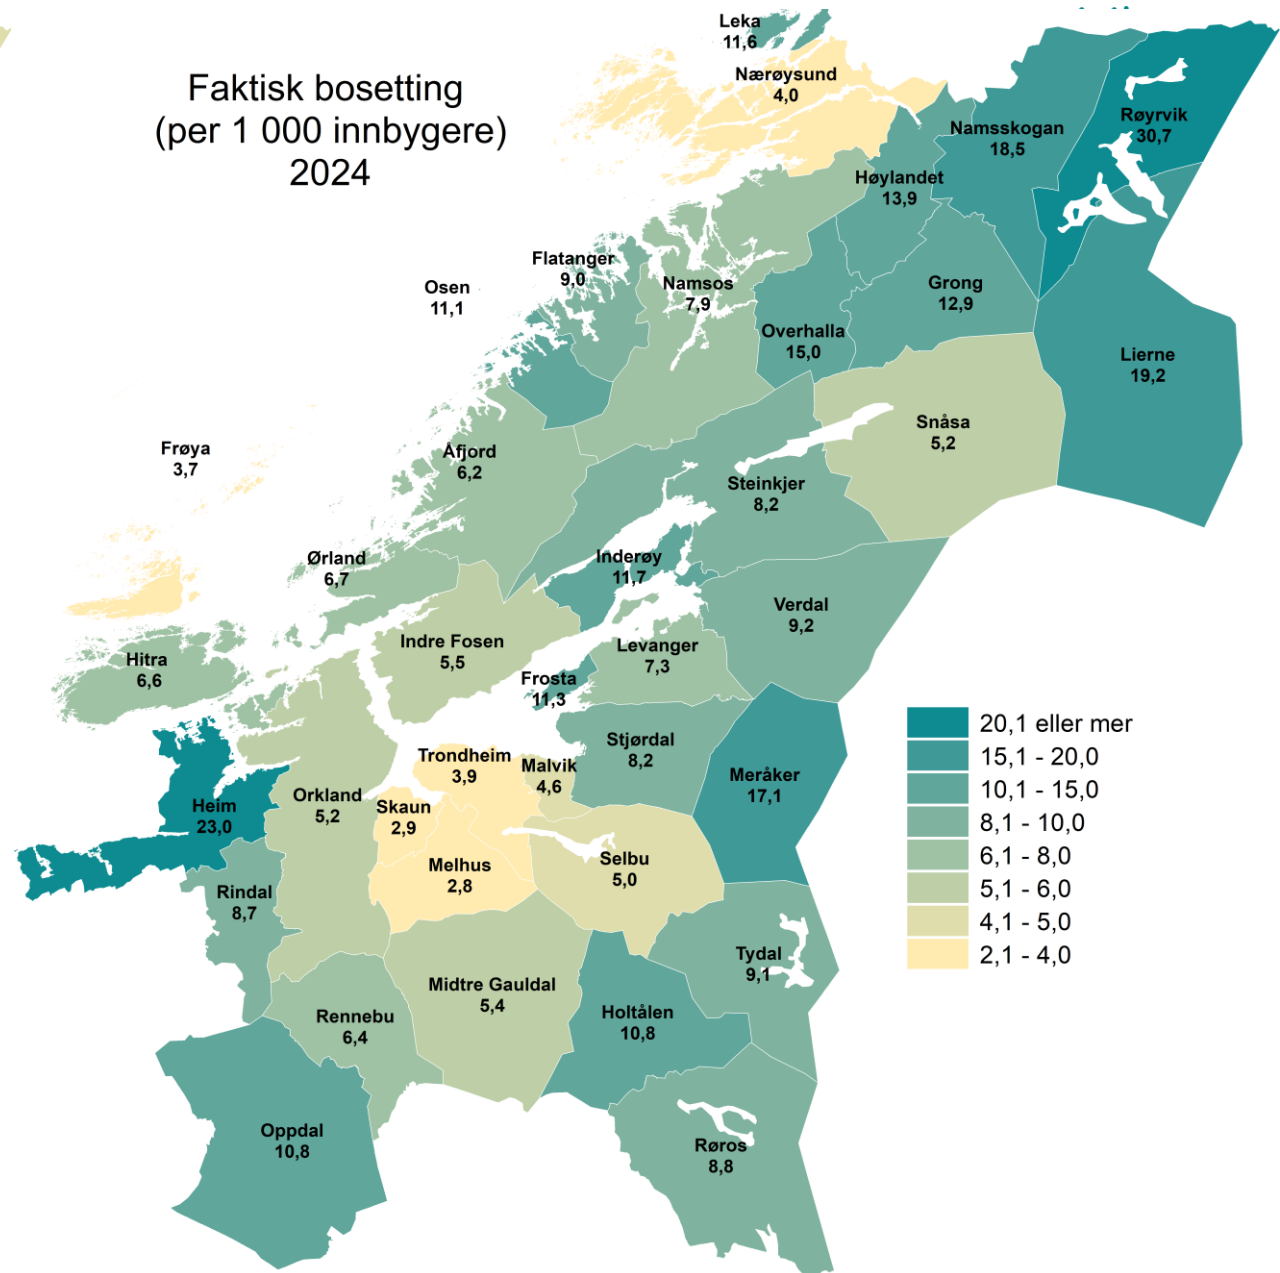 Faktisk bosetting
(per 1 000 innbygere)
2024
Leka
11,6
Nærøysund
4,0
Røyrvik
30,7
Namsskogan
18,5
Høylandet
13,9
Flatanger
9,0
Osen
11,1
Namsos
7,9
Grong
12,9
Overhalla
15,0
Lierne
19,2
Snåsa
5,2
Frøya
3,7
Åfjord
6,2
Steinkjer
8,2
Ørland
6,7
Inderøy
11,7
Verdal
9,2
Hitra
6,6
Indre Fosen
5,5
Levanger
7,3
Frosta
11,3
Stjørdal
8,2
Trondheim
3,9
Malvik
4,6
Meråker
17,1
Heim
23,0
Orkland
5,2
Skaun
2,9
Melhus
2,8
Selbu
5,0
Rindal
8,7
Tydal
9,1
Midtre Gauldal
5,4
Rennebu
6,4
Holtålen
10,8
Oppdal
10,8
Røros
8,8
20,1 eller mer
15,1 - 20,0
10,1 - 15,0
8,1 - 10,0
6,1 - 8,0
5,1 - 6,0
4,1 - 5,0
2,1 - 4,0